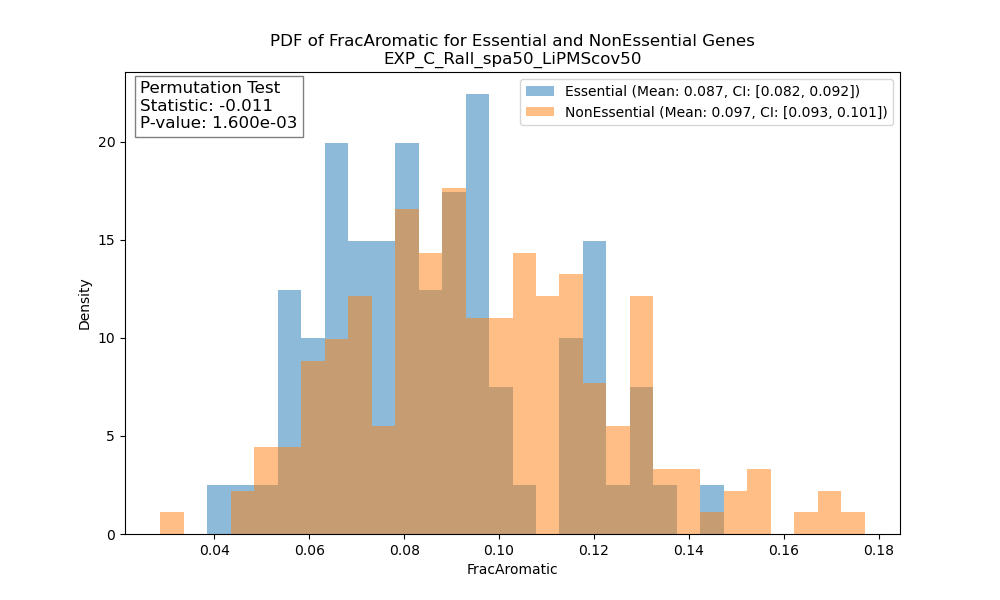 PDF of FracAromatic for Essential and NonEssential Genes
EXP_C_Rall_spa50_LiPMScov50
Permutation Test
Statistic: -0.011
P-value: 1.600e-03
Essential (Mean: 0.087, CI: [0.082, 0.092])
NonEssential (Mean: 0.097, CI: [0.093, 0.101])
Density
20
15
10
5
0
0.04 0.06 0.08 0.10 0.12 0.14 0.16 0.18
FracAromatic